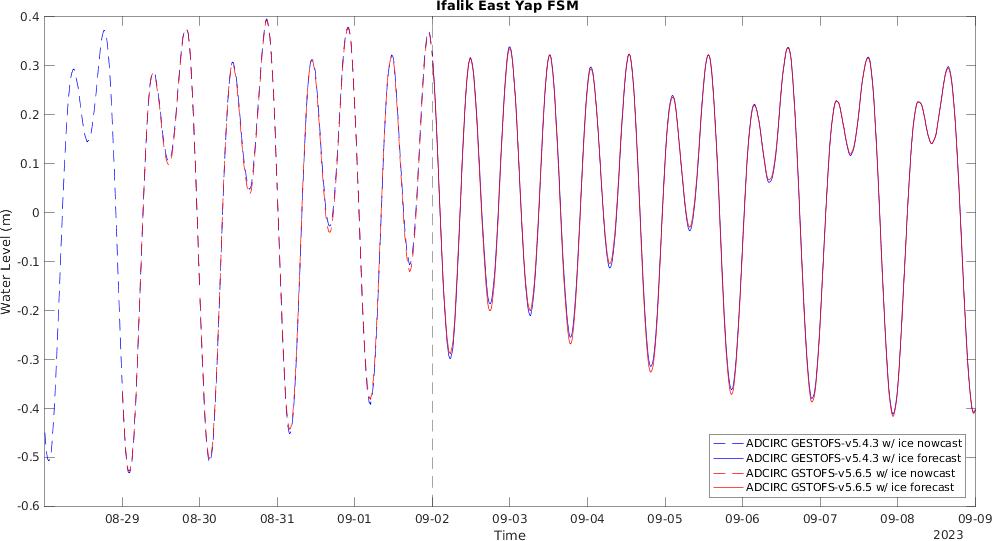 Ifalik East Yap FSM
0.4
0.3
0.2
0.1
0
-0.1
-0.2
-0.3
-0.4
-0.5
-0.6
Water Level (m)
08-29 08-30 08-31 09-01 09-02 09-03 09-04 09-05 09-06 09-07 09-08 09-09
Time
2023
ADCIRC GESTOFS-v5.4.3 w/ ice nowcast
ADCIRC GESTOFS-v5.4.3 w/ ice forecast
ADCIRC GSTOFS-v5.6.5 w/ ice nowcast
ADCIRC GSTOFS-v5.6.5 w/ ice forecast